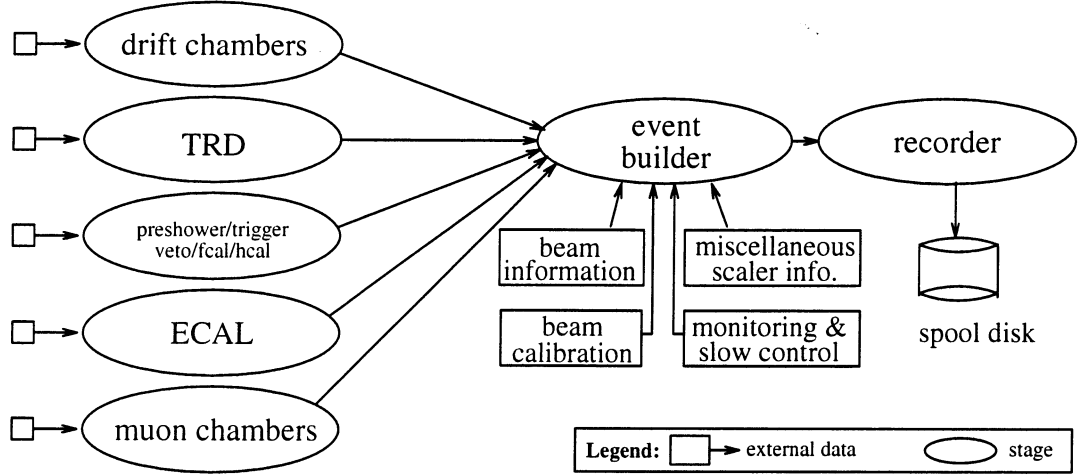 drift chambers
TRD
preshower/trigger
veto/fcal/hcal
ECAL
muon chambers
event
builder
recorder
beam
information
miscellaneous
scaler info.
beam
calibration
monitoring &
slow control
spool disk
Legend: external data stage